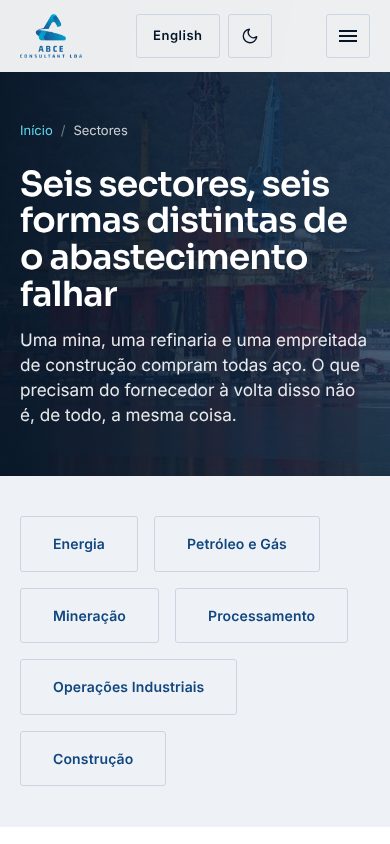 ABCE
CONSULTANT LDA
English
Início / Sectores
Seis sectores, seis
formas distintas de
o abastecimento
falhar
Uma mina, uma refinaria e uma empreitada
de construção compram todas aço. O que
precisam do fornecedor à volta disso não
é, de todo, a mesma coisa.
Energia
Petróleo e Gás
Mineração
Processamento
Operações Industriais
Construção